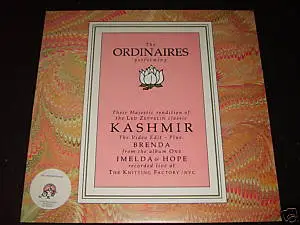 The
ORDINAIRES
performing
These Majestic rendition of
the LED ZEPPELIN classic
KASHMIR
The Video Edit - Plus:
BRENDA
from the album One
IMELDA & HOPE
recorded live at
THE KNITTING FACTORY/NYC